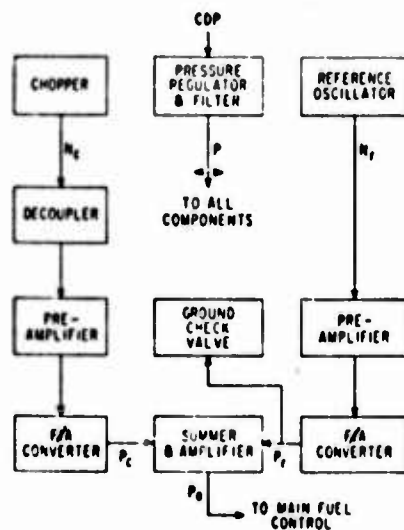 CDP
CHOPPER
PRESSURE
REGULATOR
& FILTER
REFERENCE
OSCILLATOR
P
TO ALL
COMPONENTS
DECOUPLER
PRE-
AMPLIFIER
GROUND
CHECK
VALVE
PRE-
AMPLIFIER
F/A
CONVERTER
SUMMER
& AMPLIFIER
F/A
CONVERTER
TO MAIN FUEL
CONTROL